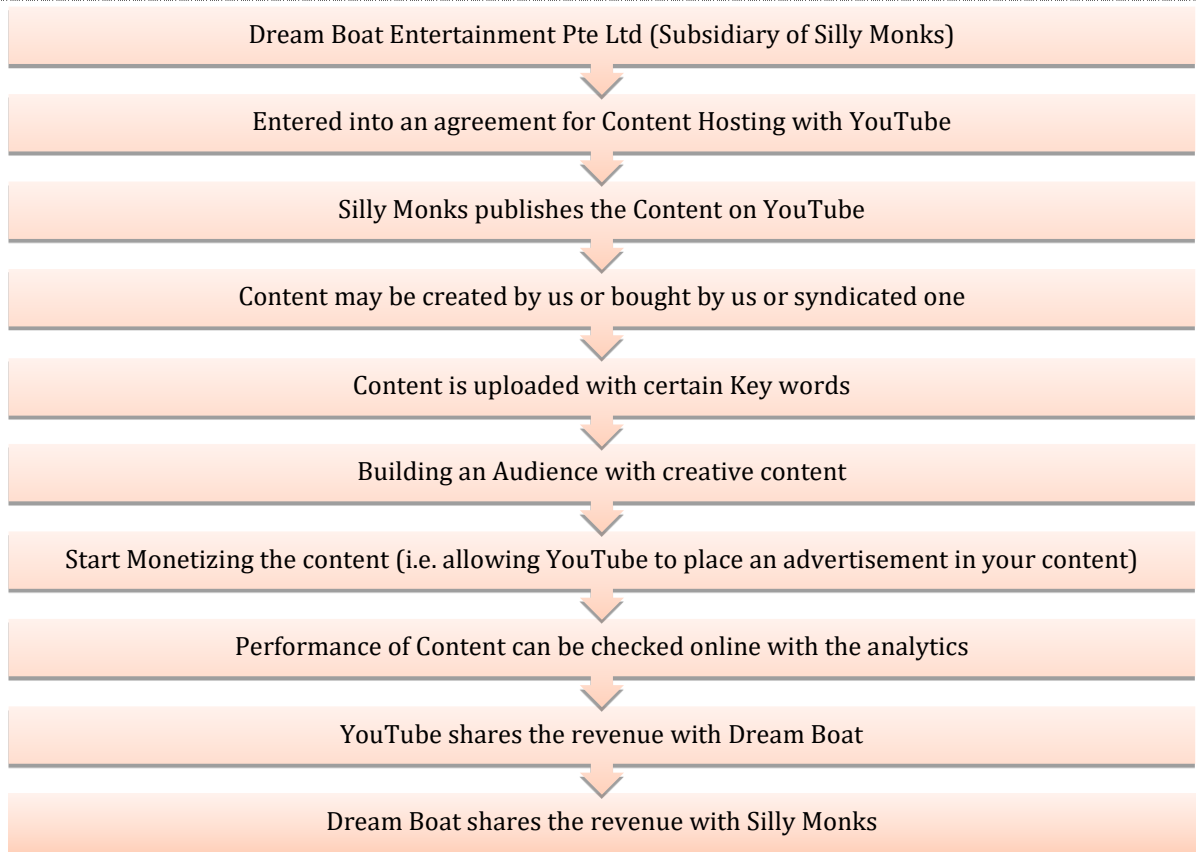 Dream Boat Entertainment Pte Ltd (Subsidiary of Silly Monks)
Entered into an agreement for Content Hosting with YouTube
Silly Monks publishes the Content on YouTube
Content may be created by us or bought by us or syndicated one
Content is uploaded with certain Key words
Building an Audience with creative content
Start Monetizing the content (i.e. allowing YouTube to place an advertisement in your content)
Performance of Content can be checked online with the analytics
YouTube shares the revenue with Dream Boat
Dream Boat shares the revenue with Silly Monks